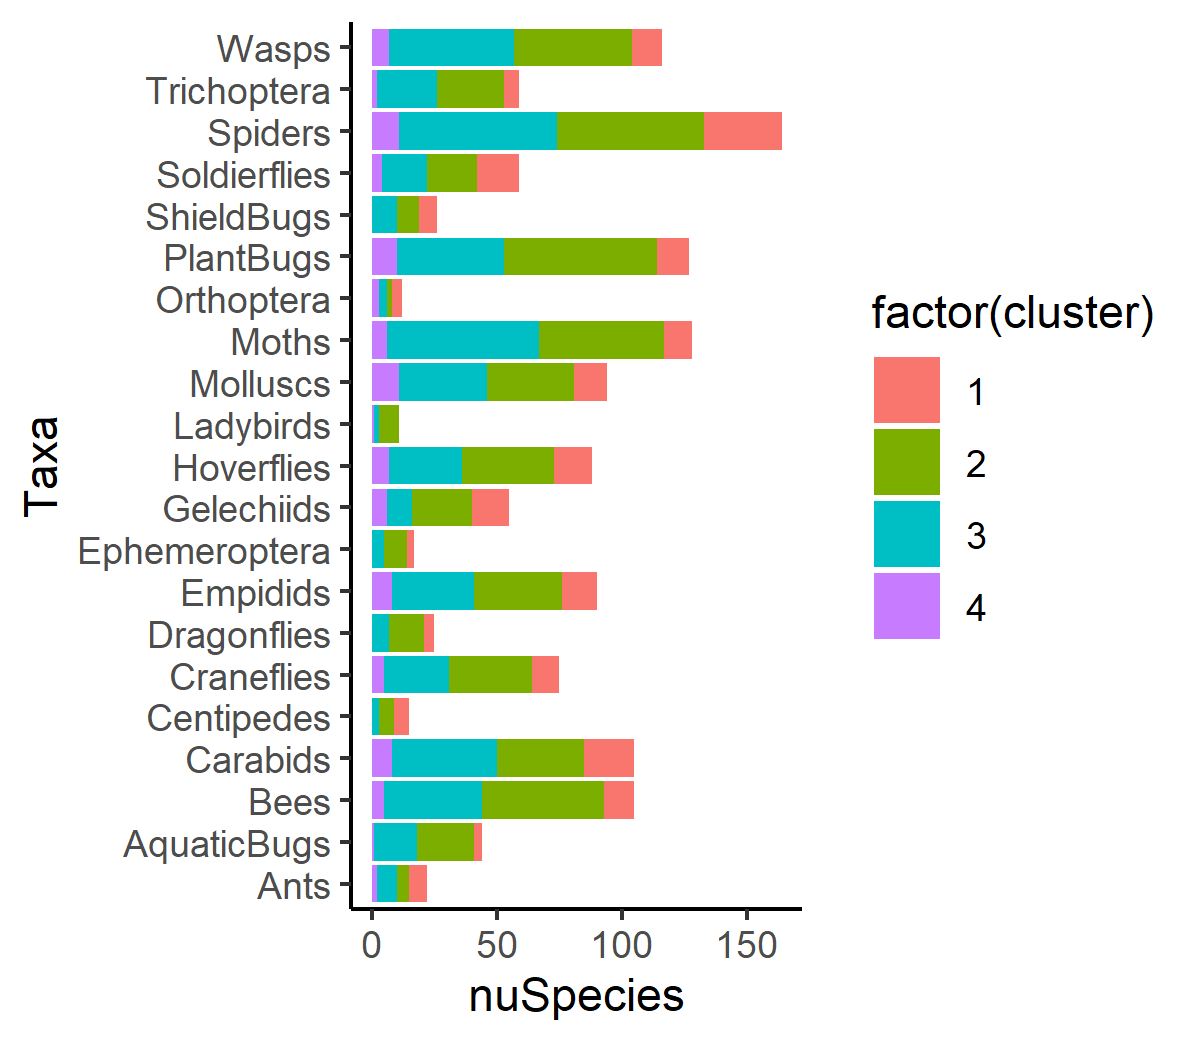 Wasps
Trichoptera
Spiders
Soldierflies
ShieldBugs
PlantBugs
Orthoptera
Moths
Molluscs
Ladybirds
Hoverflies
Gelechiids
Ephemeroptera
Empidids
Dragonflies
Craneflies
Centipedes
Carabids
Bees
AquaticBugs
Ants
Taxa
0 50 100 150
nuSpecies
factor(cluster)
1
2
3
4